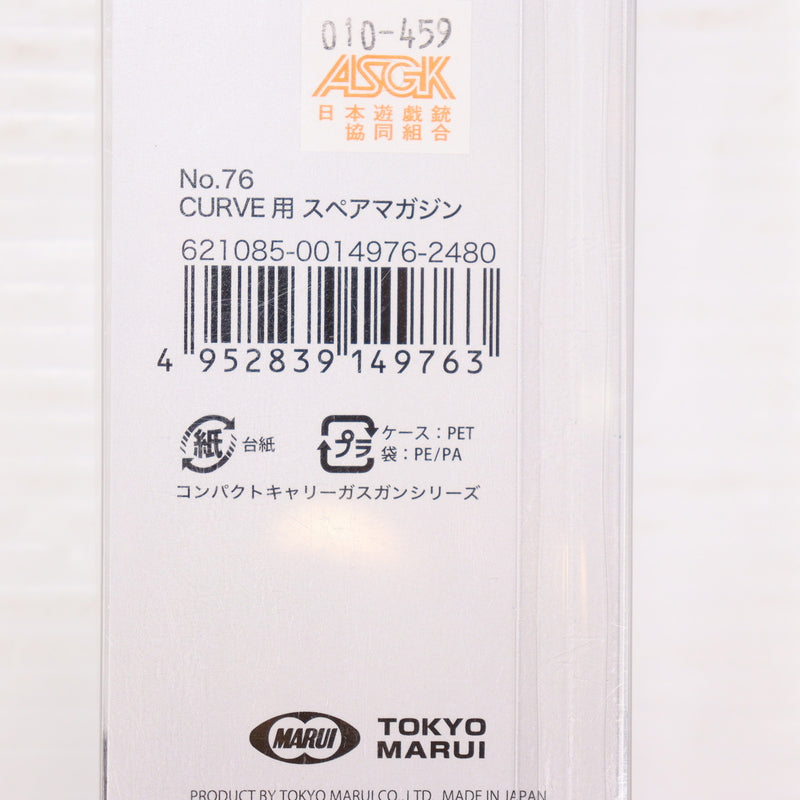 010-459
ASGK
日本遊戯銃
協同組合
No.76
CURVE用 スペアマガジン
621085-0014976-2480
4 952839 149763
紙 台紙
プラ ケース：PET
袋：PE/PA
コンパクトキャリーガスガンシリーズ
MARUI TOKYO
MARUI
PRODUCT BY TOKYO MARUI CO.,LTD. MADE IN JAPAN